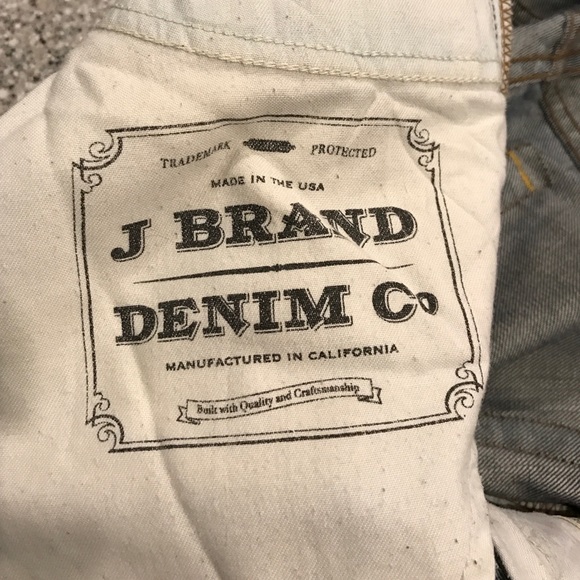 TRADEMARK PROTECTED
MADE IN THE USA
J BRAND
DENIM Co
MANUFACTURED IN CALIFORNIA
Built with Quality and Craftsmanship